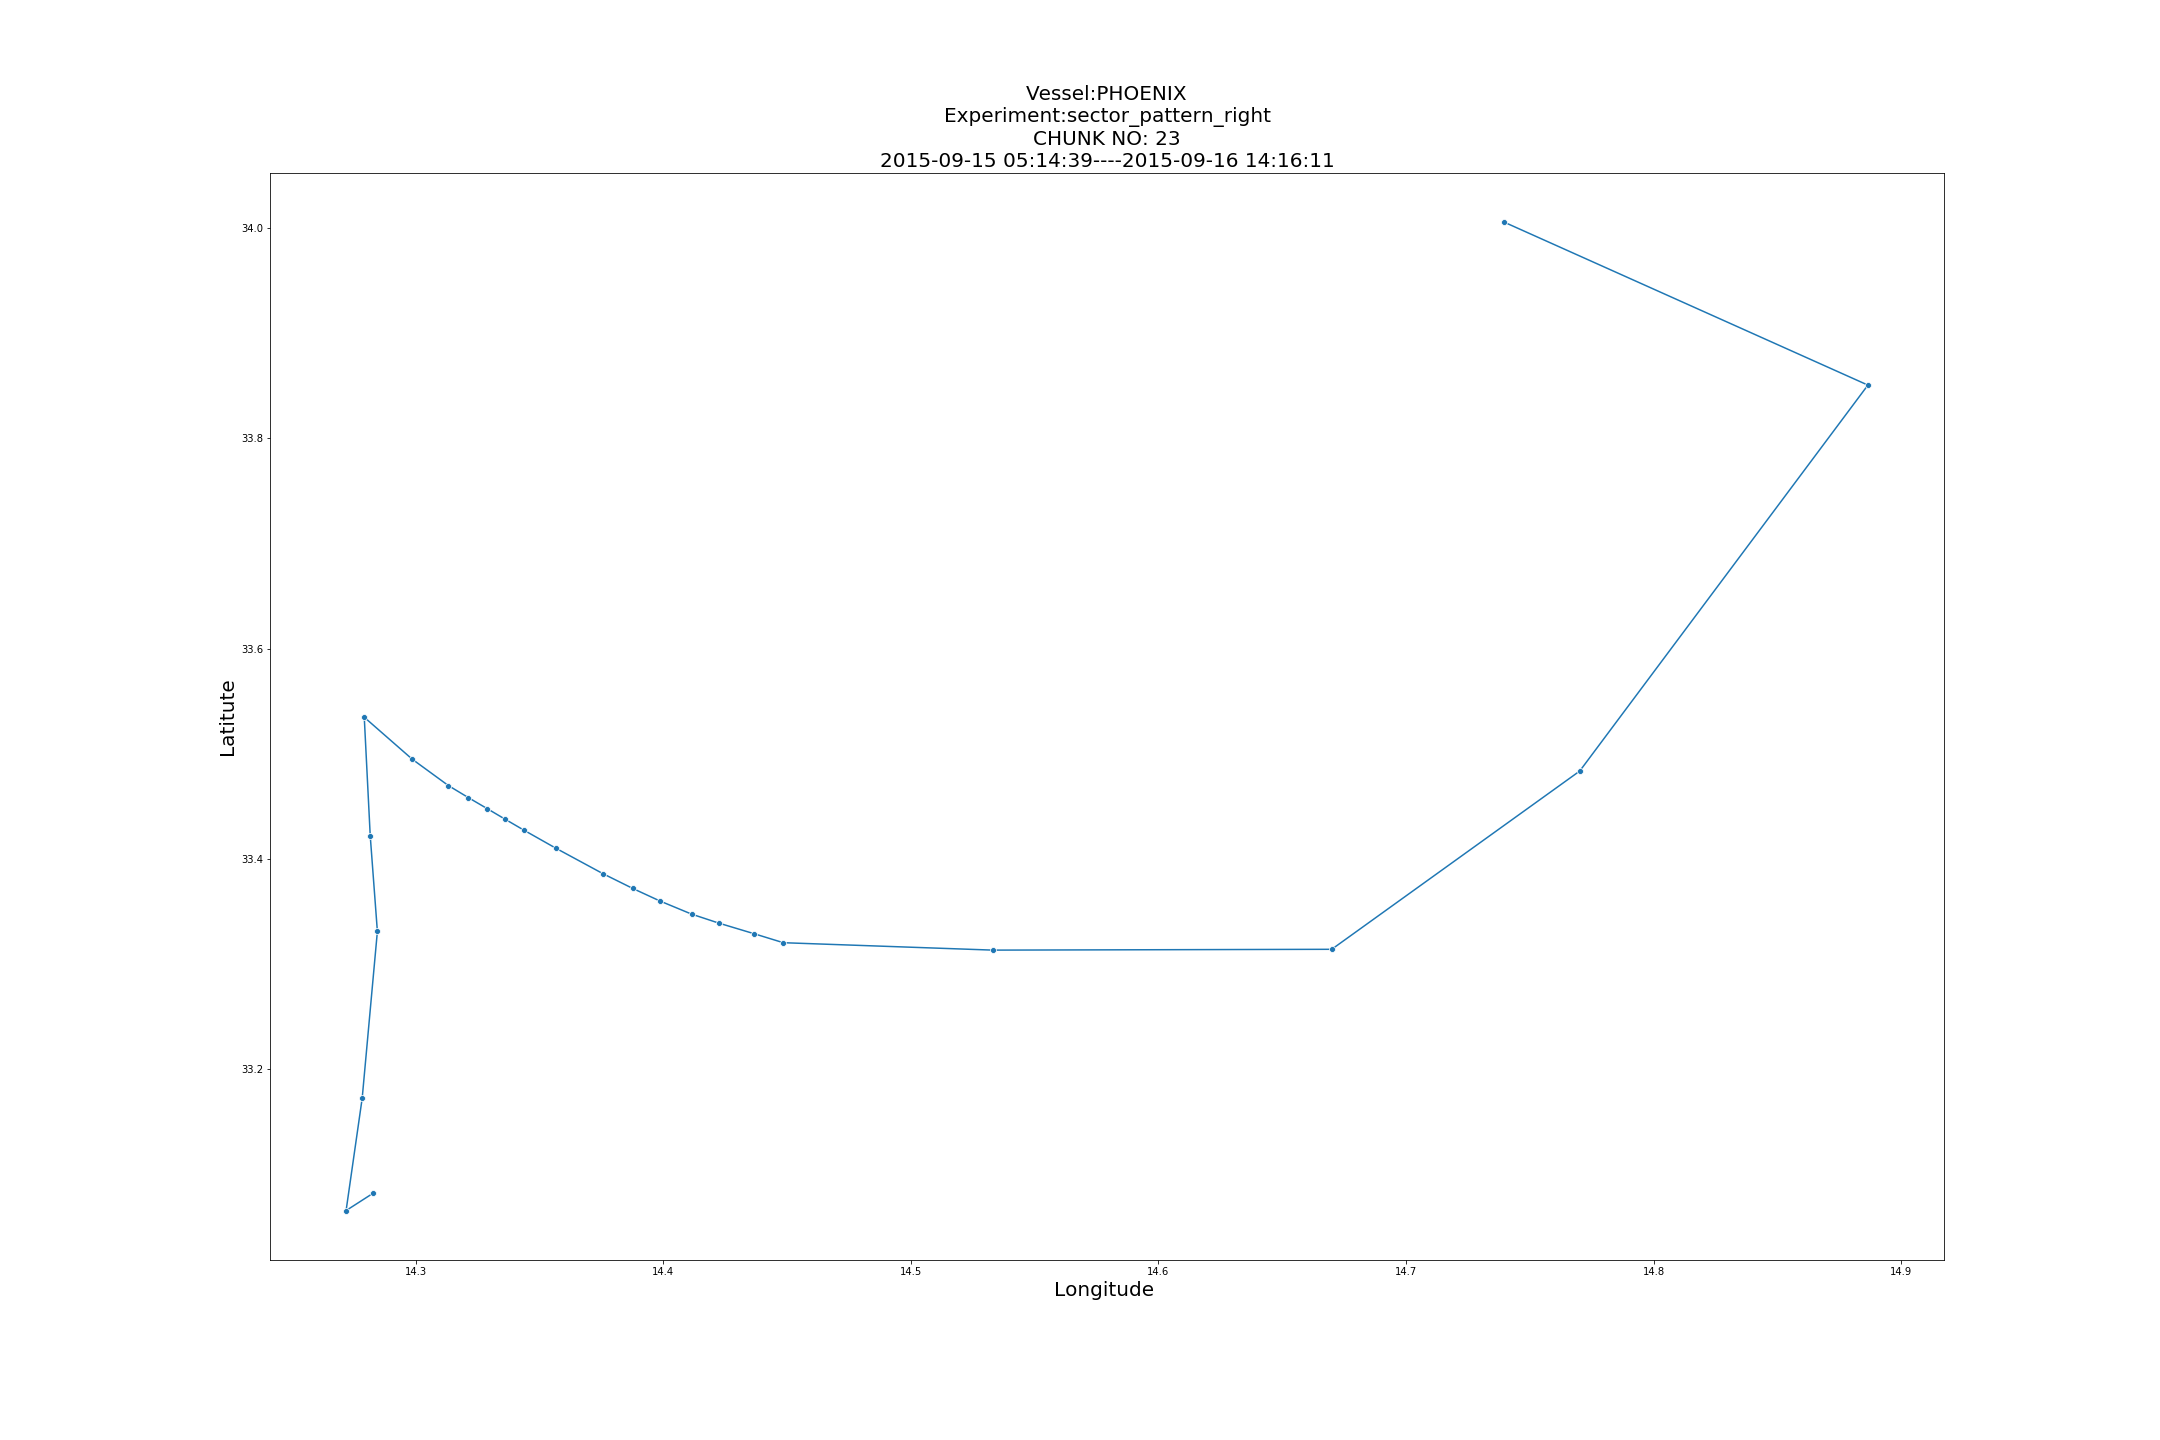 Vessel:PHOENIX
Experiment:sector_pattern_right
CHUNK NO: 23
2015-09-15 05:14:39----2015-09-16 14:16:11
34.0
33.8
33.6
33.4
33.2
Latitute
14.3 14.4 14.5 14.6 14.7 14.8 14.9
Longitude